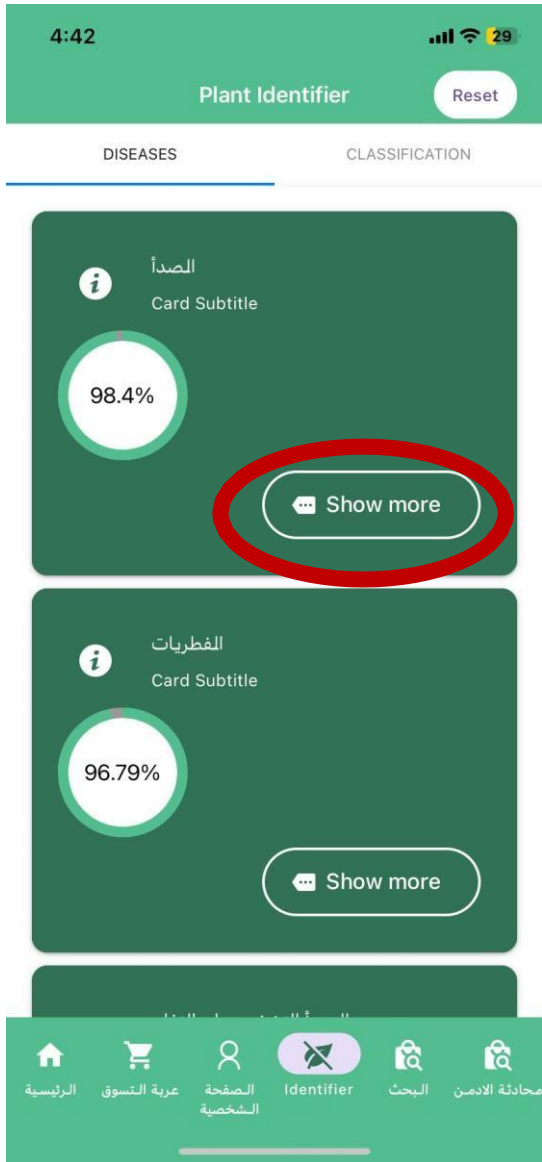 4:42
29
Plant Identifier
Reset
DISEASES
CLASSIFICATION
الصدأ
Card Subtitle
98.4%
Show more
الفطريات
Card Subtitle
96.79%
Show more
الرئيسية
عربة التسوق
الصفحة
الشخصية
Identifier
البحث
محادثة الادمن